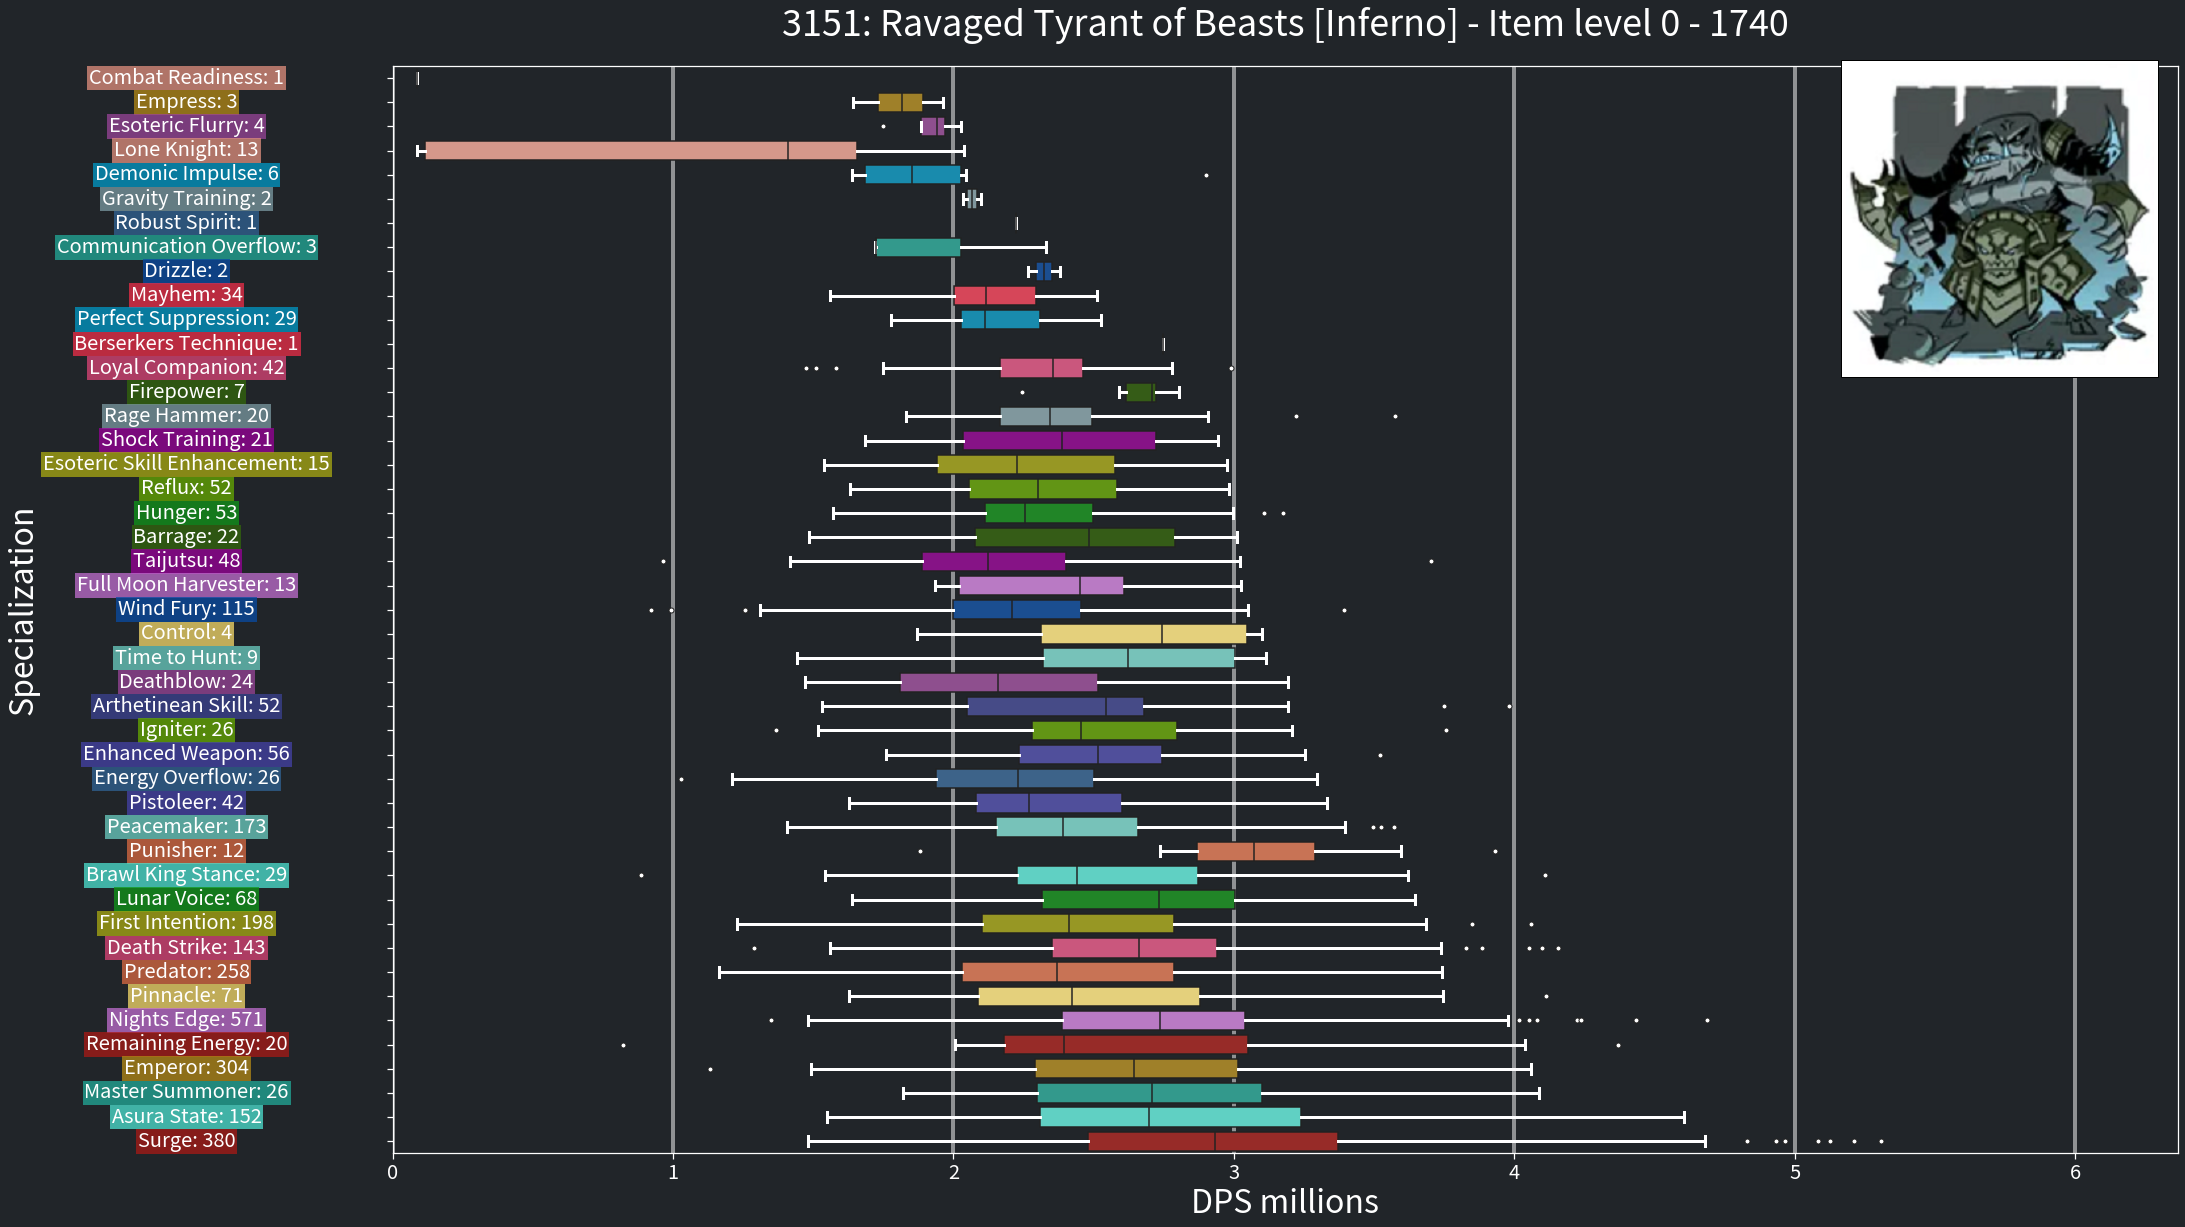 3151: Ravaged Tyrant of Beasts [Inferno] - Item level 0 - 1740
Specialization
Combat Readiness: 1
Empress: 3
Esoteric Flurry: 4
Lone Knight: 13
Demonic Impulse: 6
Gravity Training: 2
Robust Spirit: 1
Communication Overflow: 3
Drizzle: 2
Mayhem: 34
Perfect Suppression: 29
Berserkers Technique: 1
Loyal Companion: 42
Firepower: 7
Rage Hammer: 20
Shock Training: 21
Esoteric Skill Enhancement: 15
Reflux: 52
Hunger: 53
Barrage: 22
Taijutsu: 48
Full Moon Harvester: 13
Wind Fury: 115
Control: 4
Time to Hunt: 9
Deathblow: 24
Arthetinean Skill: 52
Igniter: 26
Enhanced Weapon: 56
Energy Overflow: 26
Pistoleer: 42
Peacemaker: 173
Punisher: 12
Brawl King Stance: 29
Lunar Voice: 68
First Intention: 198
Death Strike: 143
Predator: 258
Pinnacle: 71
Nights Edge: 571
Remaining Energy: 20
Emperor: 304
Master Summoner: 26
Asura State: 152
Surge: 380
0 1 2 3 4 5 6
DPS millions